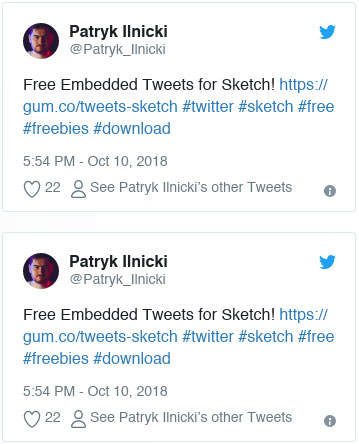 Patryk Ilnicki
@Patryk_Ilnicki
Free Embedded Tweets for Sketch! https://
gum.co/tweets-sketch #twitter #sketch #free
#freebies #download
5:54 PM - Oct 10, 2018
22 See Patryk Ilnicki's other Tweets
Patryk Ilnicki
@Patryk_Ilnicki
Free Embedded Tweets for Sketch! https://
gum.co/tweets-sketch #twitter #sketch #free
#freebies #download
5:54 PM - Oct 10, 2018
22 See Patryk Ilnicki's other Tweets